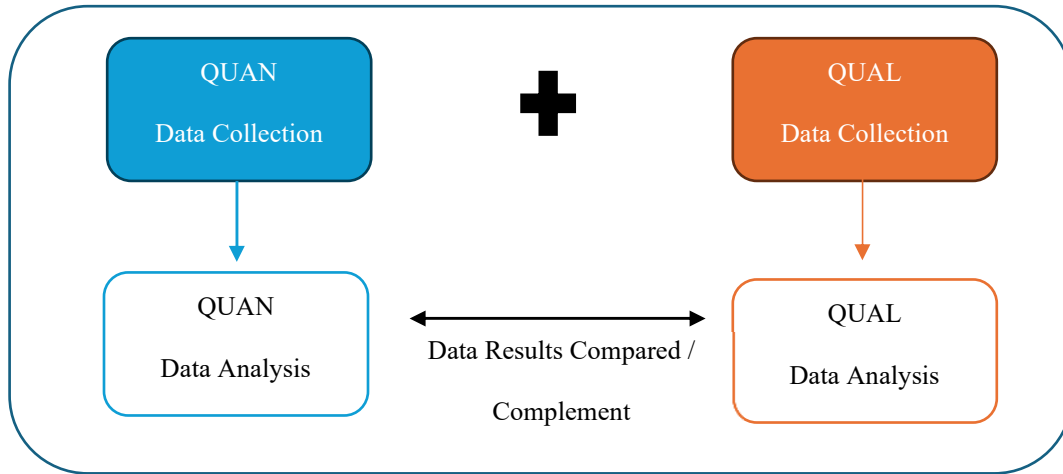 QUAN
Data Collection
QUAL
Data Collection
QUAN
Data Analysis
Data Results Compared /
Complement
QUAL
Data Analysis